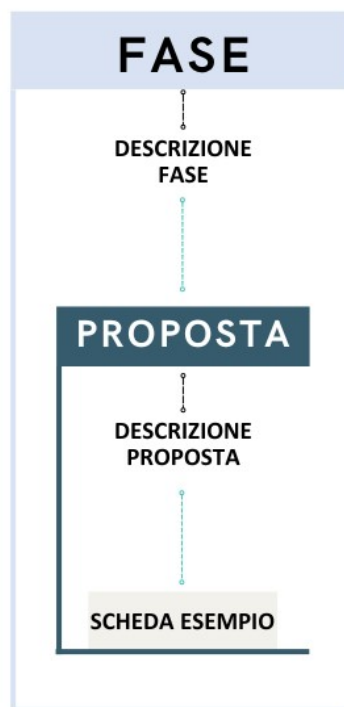 FASE
DESCRIZIONE
FASE
PROPOSTA
DESCRIZIONE
PROPOSTA
SCHEDA ESEMPIO